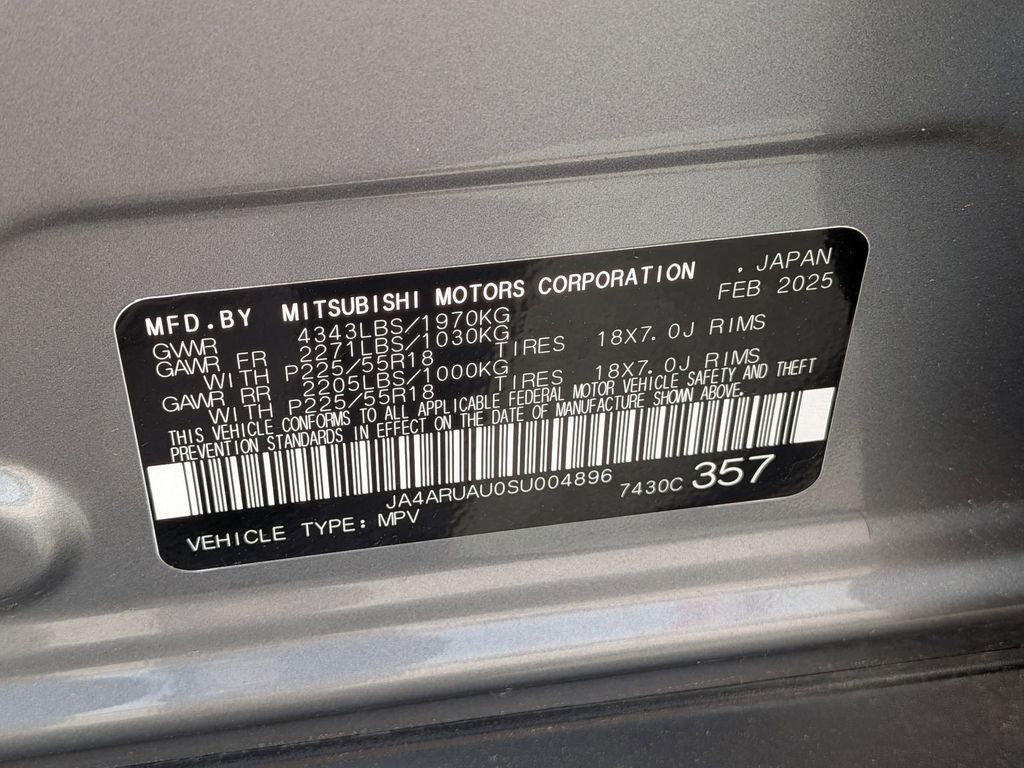 MFD.BY MITSUBISHI MOTORS CORPORATION , JAPAN
GWWR 4343LBS/1970KG FEB 2025
GAWR FR 2271LBS/1030KG
WITH P225/55R18 TIRES 18X7.0J RIMS
GAWR RR 2205LBS/1000KG
WITH P225/55R18 TIRES 18X7.0J RIMS
THIS VEHICLE CONFORMS TO ALL APPLICABLE FEDERAL MOTOR VEHICLE SAFETY AND THEFT
PREVENTION STANDARDS IN EFFECT ON THE DATE OF MANUFACTURE SHOWN ABOVE.
JA4ARUAU0SU004896 7430C 357
VEHICLE TYPE: MPV